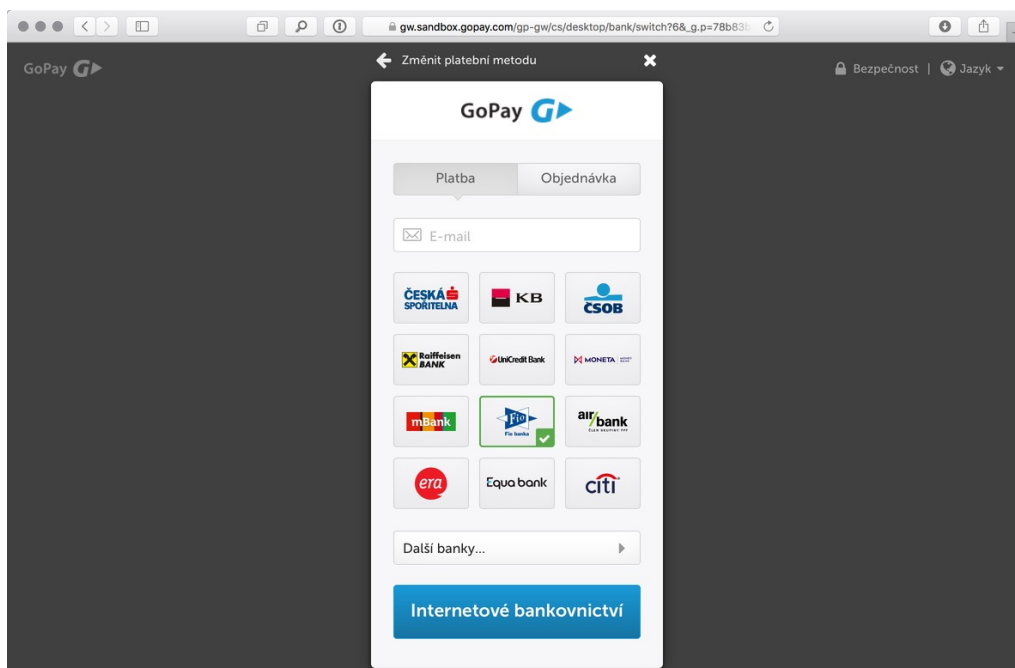 gw.sandbox.gopay.com/gp-gw/cs/desktop/bank/switch?6&_g.p=78b83b
GoPay
Změnit platební metodu
Bezpečnost | Jazyk
GoPay
Platba
Objednávka
E-mail
ČESKÁ
SPOŘITELNA
KB
ČSOB
Raiffeisen
BANK
UniCredit Bank
MONETA
mBank
Fio
Fio banka
air bank
era
Equa bank
citi
Další banky...
Internetové bankovnictví